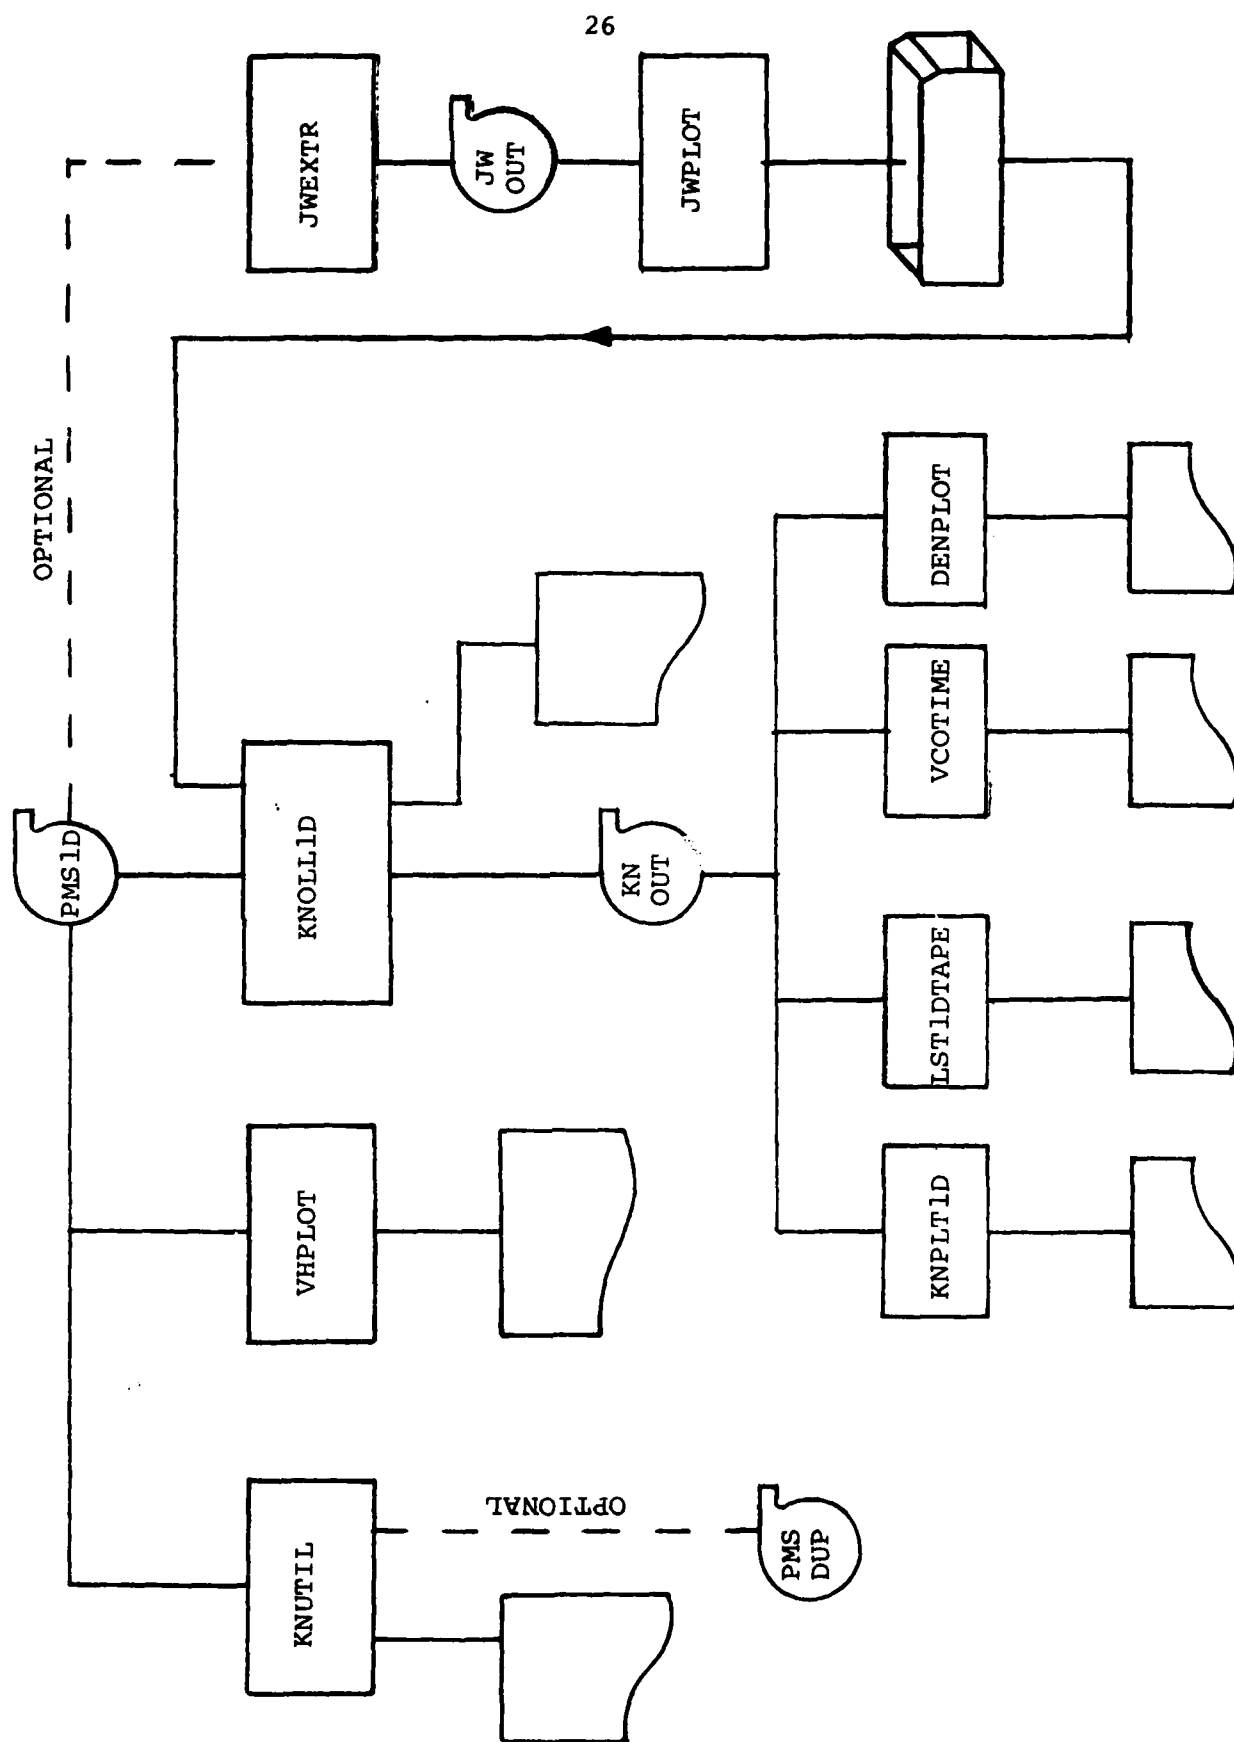 26
OPTIONAL
PMS1D
JWEXTR
JW
OUT
JWPLOT
KNOLL1D
KN
OUT
DENPLOT
VCOTIME
LST1DTAPE
KNPLT1D
VHPLOT
KNUTIL
OPTIONAL
PMS
DUP